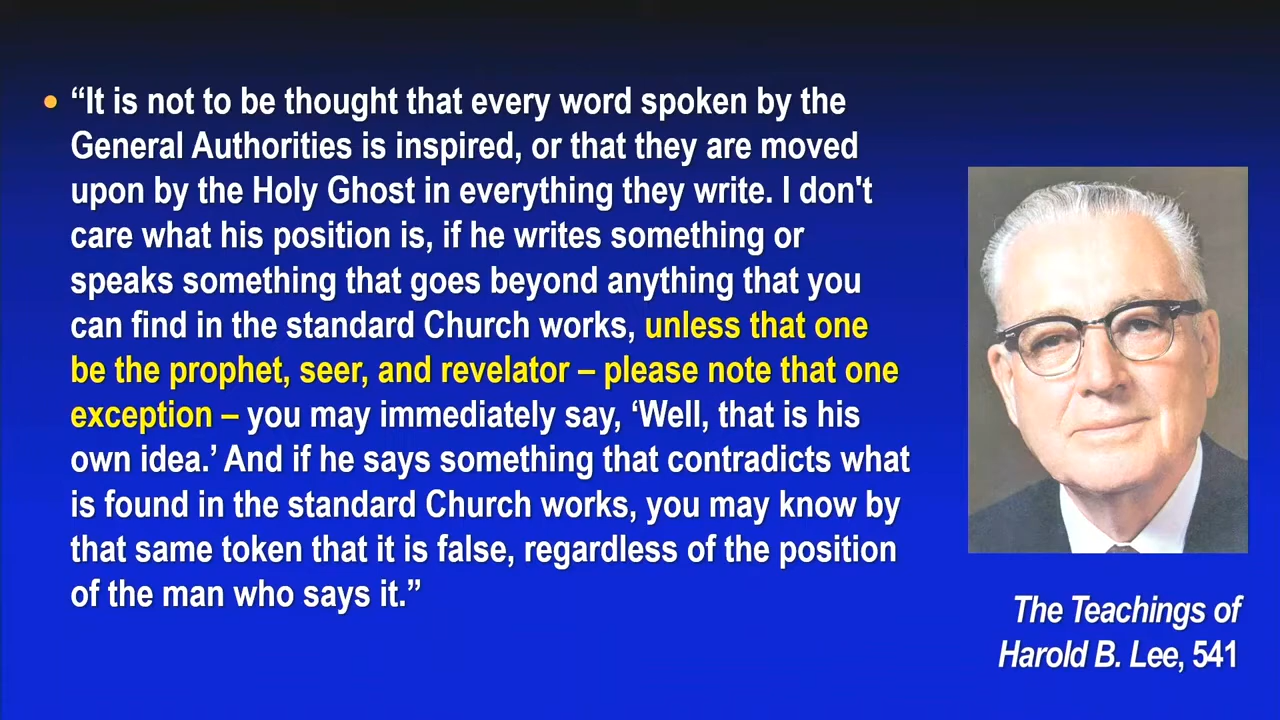 • “It is not to be thought that every word spoken by the
General Authorities is inspired, or that they are moved
upon by the Holy Ghost in everything they write. I don't
care what his position is, if he writes something or
speaks something that goes beyond anything that you
can find in the standard Church works, unless that one
be the prophet, seer, and revelator – please note that one
exception – you may immediately say, ‘Well, that is his
own idea.’ And if he says something that contradicts what
is found in the standard Church works, you may know by
that same token that it is false, regardless of the position
of the man who says it.”
The Teachings of
Harold B. Lee, 541